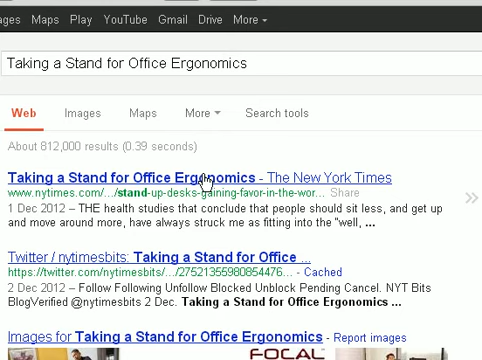 ages Maps Play YouTube Gmail Drive More
Taking a Stand for Office Ergonomics
Web Images Maps More Search tools
About 812,000 results (0.39 seconds)
Taking a Stand for Office Ergonomics - The New York Times
www.nytimes.com/.../stand-up-desks-gaining-favor-in-the-wor... Share
1 Dec 2012 – THE health studies that conclude that people should sit less, and get up
and move around more, have always struck me as fitting into the "well, ...
Twitter / nytimesbits: Taking a Stand for Office ...
https://twitter.com/nytimesbits/.../27521355980854476... - Cached
2 Dec 2012 – Follow Following Unfollow Blocked Unblock Pending Cancel. NYT Bits
BlogVerified @nytimesbits 2 Dec. Taking a Stand for Office Ergonomics ...
Images for Taking a Stand for Office Ergonomics - Report images
FOCAL